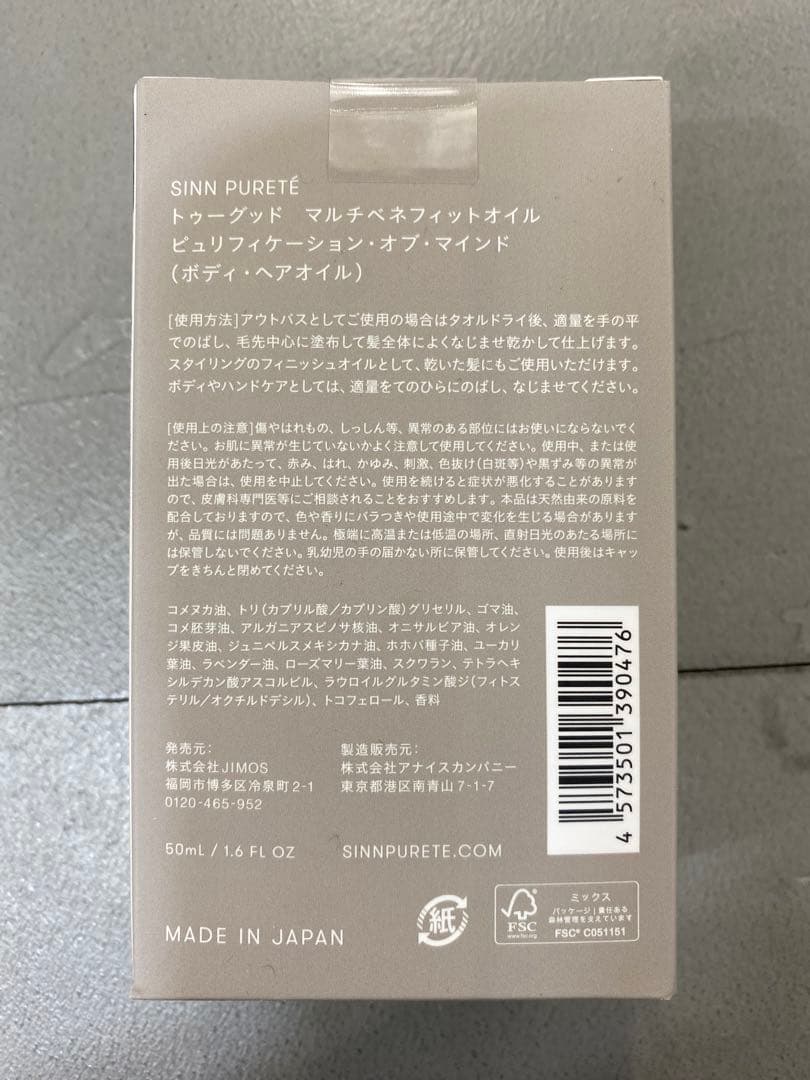 SINN PURETÉ
トゥーグッド　マルチベネフィットオイル
ピュリフィケーション・オブ・マインド
(ボディ・ヘアオイル)
[使用方法]アウトバスとしてご使用の場合はタオルドライ後、適量を手の平
でのばし、毛先中心に塗布して髪全体によくなじませ乾かして仕上げます。
スタイリングのフィニッシュオイルとして、乾いた髪にもご使用いただけます。
ボディやハンドケアとしては、適量をてのひらにのばし、なじませてください。
[使用上の注意]傷やはれもの、しっしん等、異常のある部位にはお使いにならないでく
ださい。お肌に異常が生じていないかよく注意して使用してください。使用中、または使
用後日光があたって、赤み、はれ、かゆみ、刺激、色抜け(白斑等)や黒ずみ等の異常が
出た場合は、使用を中止してください。使用を続けると症状が悪化することがあります
ので、皮膚科専門医等にご相談されることをおすすめします。本品は天然由来の原料を
配合しておりますので、色や香りにバラつきや使用途中で変化を生じる場合があります
が、品質には問題ありません。極端に高温または低温の場所、直射日光のあたる場所に
は保管しないでください。乳幼児の手の届かない所に保管してください。使用後はキャッ
プをきちんと閉めてください。
コメヌカ油、トリ(カプリル酸／カプリン酸)グリセリル、ゴマ油、
コメ胚芽油、アルガニアスピノサ核油、オニサルビア油、オレン
ジ果皮油、ジュニペルスメキシカナ油、ホホバ種子油、ユーカリ
葉油、ラベンダー油、ローズマリー葉油、スクワラン、テトラヘキ
シルデカン酸アスコルビル、ラウロイルグルタミン酸ジ(フィトス
テリル／オクチルドデシル)、トコフェロール、香料
発売元:
株式会社JIMOS
福岡市博多区冷泉町2-1
0120-465-952
製造販売元:
株式会社アナイスカンパニー
東京都港区南青山7-1-7
4 573501 390476
50mL / 1.6 FL OZ
SINNPURETE.COM
MADE IN JAPAN
紙
FSC
www.fsc.org
ミックス
パッケージ｜責任ある
森林管理を支えています
FSC® C051151